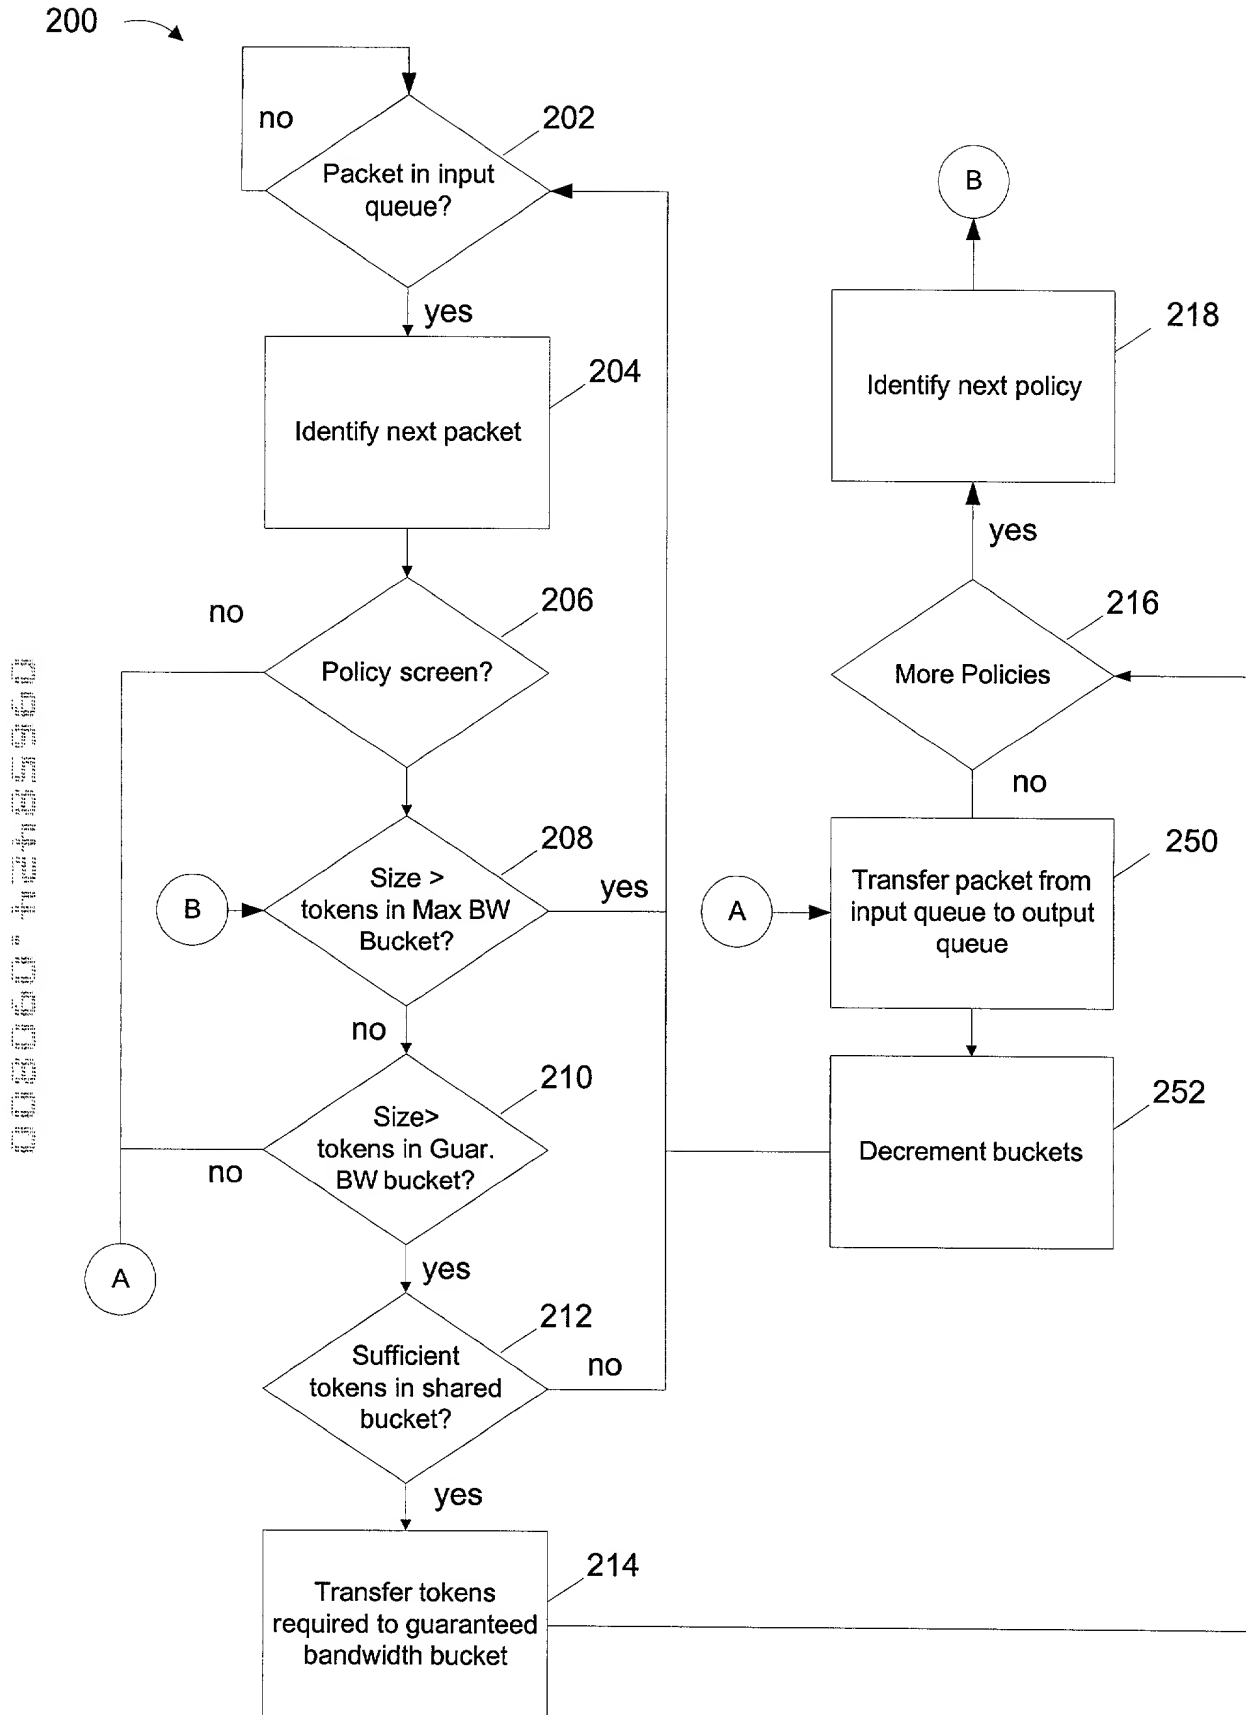 200
no
202
Packet in input
queue?
yes
204
Identify next packet
no
206
Policy screen?
208
Size >
tokens in Max BW
Bucket?
yes
B
no
210
Size>
tokens in Guar.
BW bucket?
no
A
yes
212
Sufficient
tokens in shared
bucket?
no
yes
214
Transfer tokens
required to guaranteed
bandwidth bucket
B
218
Identify next policy
yes
216
More Policies
no
250
A
Transfer packet from
input queue to output
queue
252
Decrement buckets